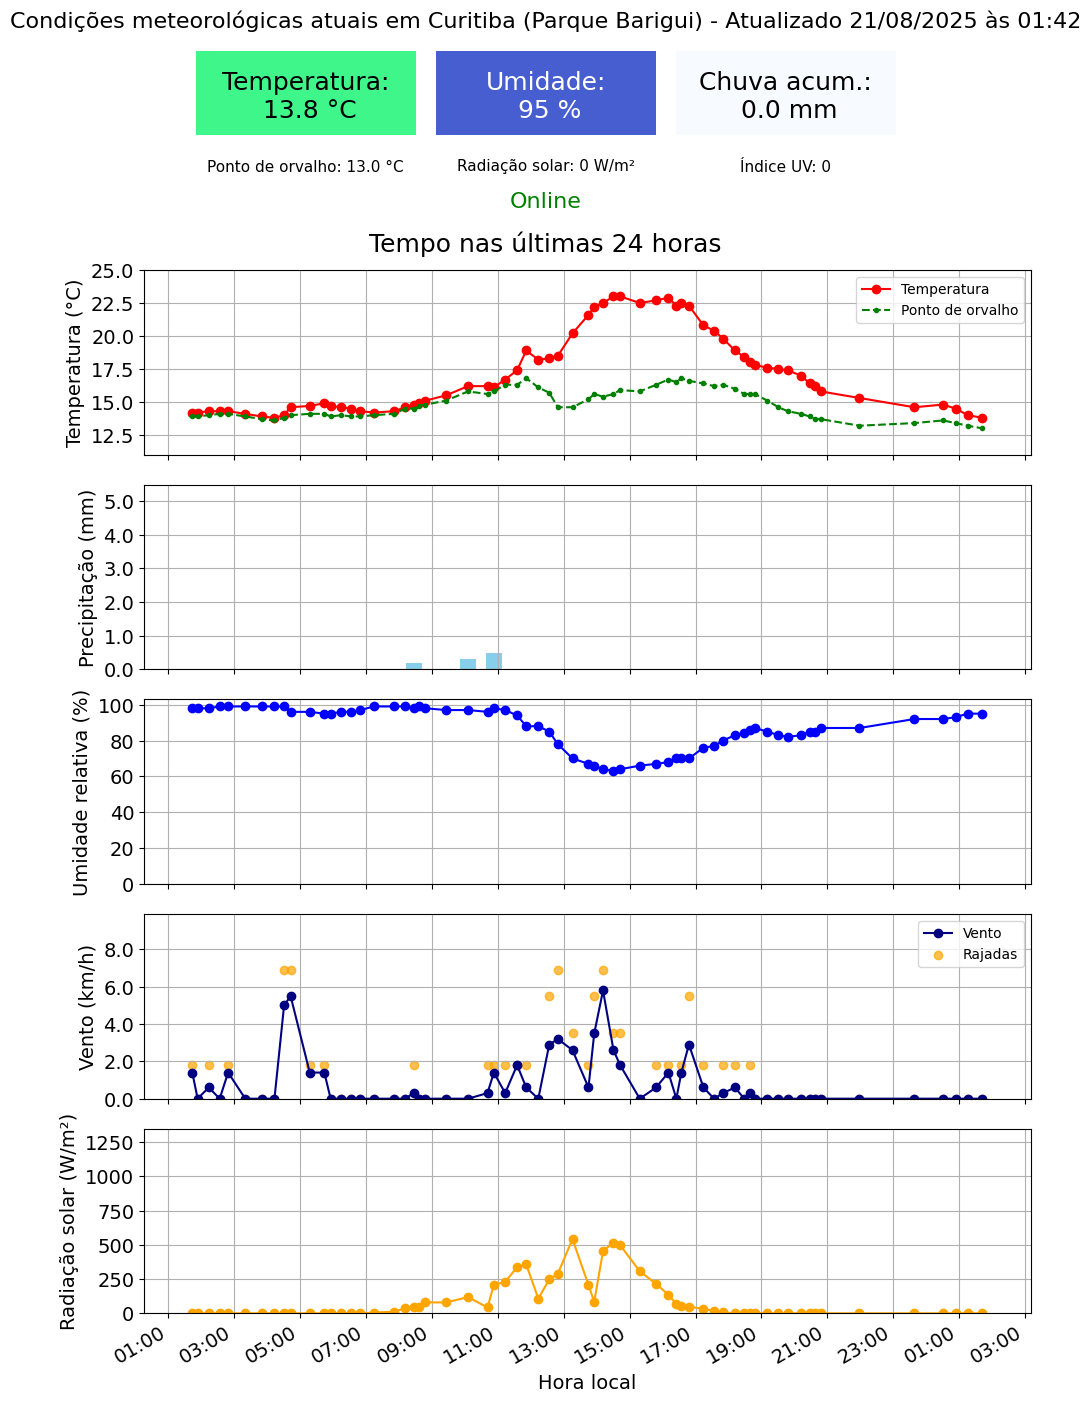 Condições meteorológicas atuais em Curitiba (Parque Barigui) - Atualizado 21/08/2025 às 01:42
Temperatura:
13.8 °C
Umidade:
95 %
Chuva acum.:
0.0 mm
Ponto de orvalho: 13.0 °C
Radiação solar: 0 W/m²
Índice UV: 0
Online
Tempo nas últimas 24 horas
Temperatura (°C)
25.0
22.5
20.0
17.5
15.0
12.5
Temperatura
Ponto de orvalho
Precipitação (mm)
5.0
4.0
3.0
2.0
1.0
0.0
Umidade relativa (%)
100
80
60
40
20
0
Vento (km/h)
8.0
6.0
4.0
2.0
0.0
Vento
Rajadas
Radiação solar (W/m²)
1250
1000
750
500
250
0
01:00 03:00 05:00 07:00 09:00 11:00 13:00 15:00 17:00 19:00 21:00 23:00 01:00 03:00
Hora local